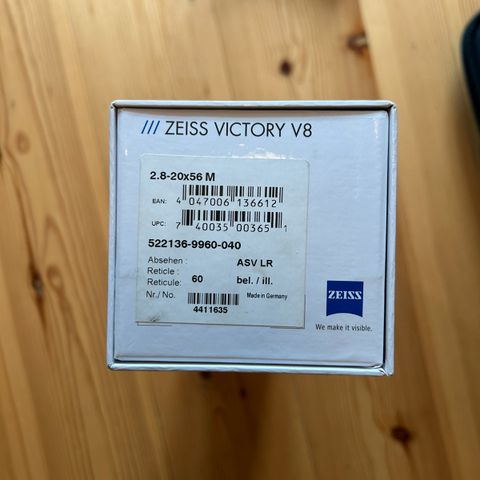 /// ZEISS VICTORY V8
2.8-20x56 M
EAN: 4 047006 136612
UPC: 7 40035 00365 1
522136-9960-040
Absehen : ASV LR
Reticle :
Reticule: 60 bel. / ill.
Nr./ No. Made in Germany
4411635
ZEISS
We make it visible.